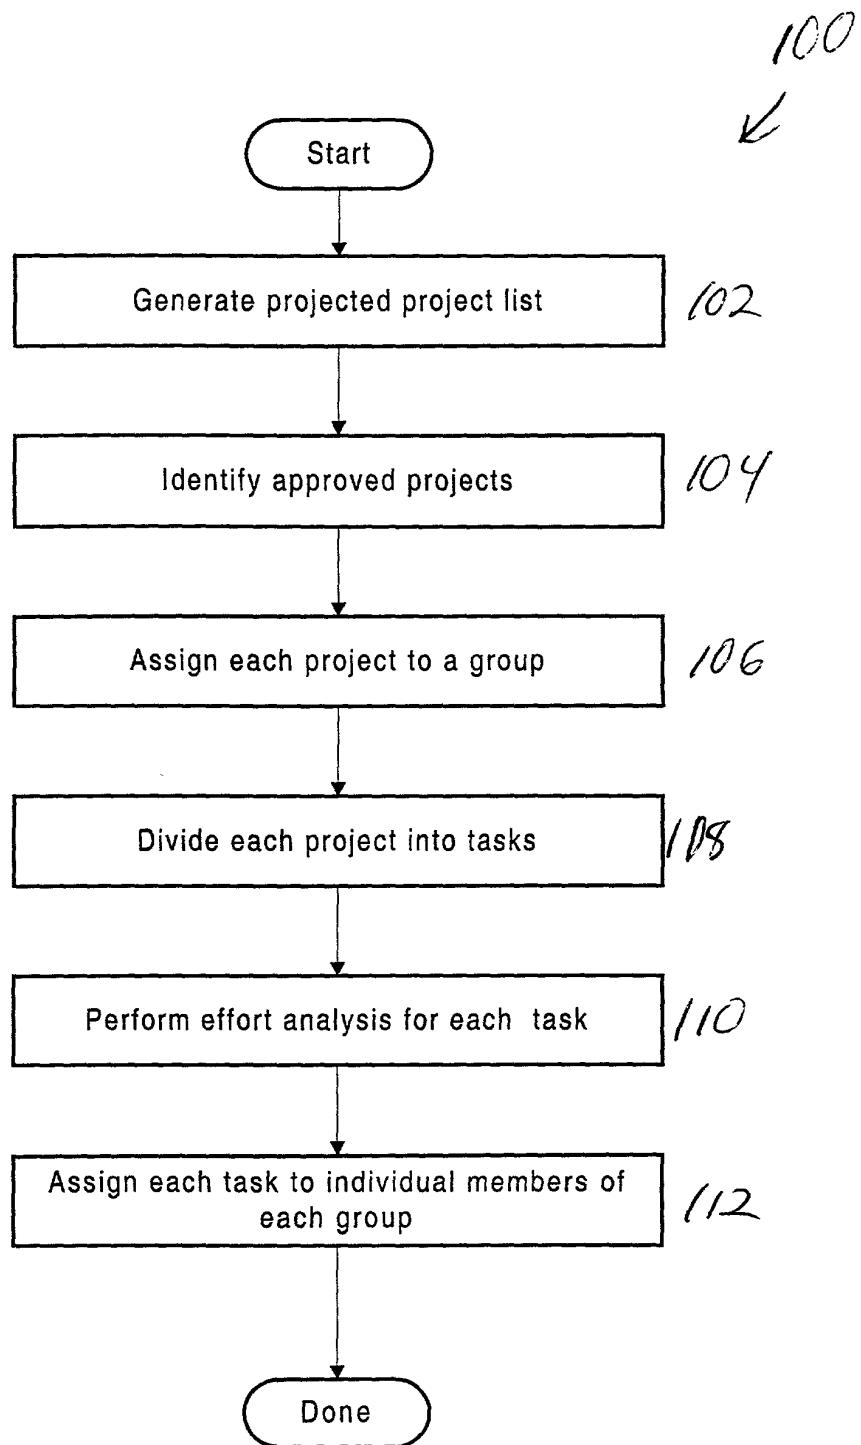 100
Start
Generate projected project list 102
Identify approved projects 104
Assign each project to a group 106
Divide each project into tasks 108
Perform effort analysis for each task 110
Assign each task to individual members of
each group 112
Done